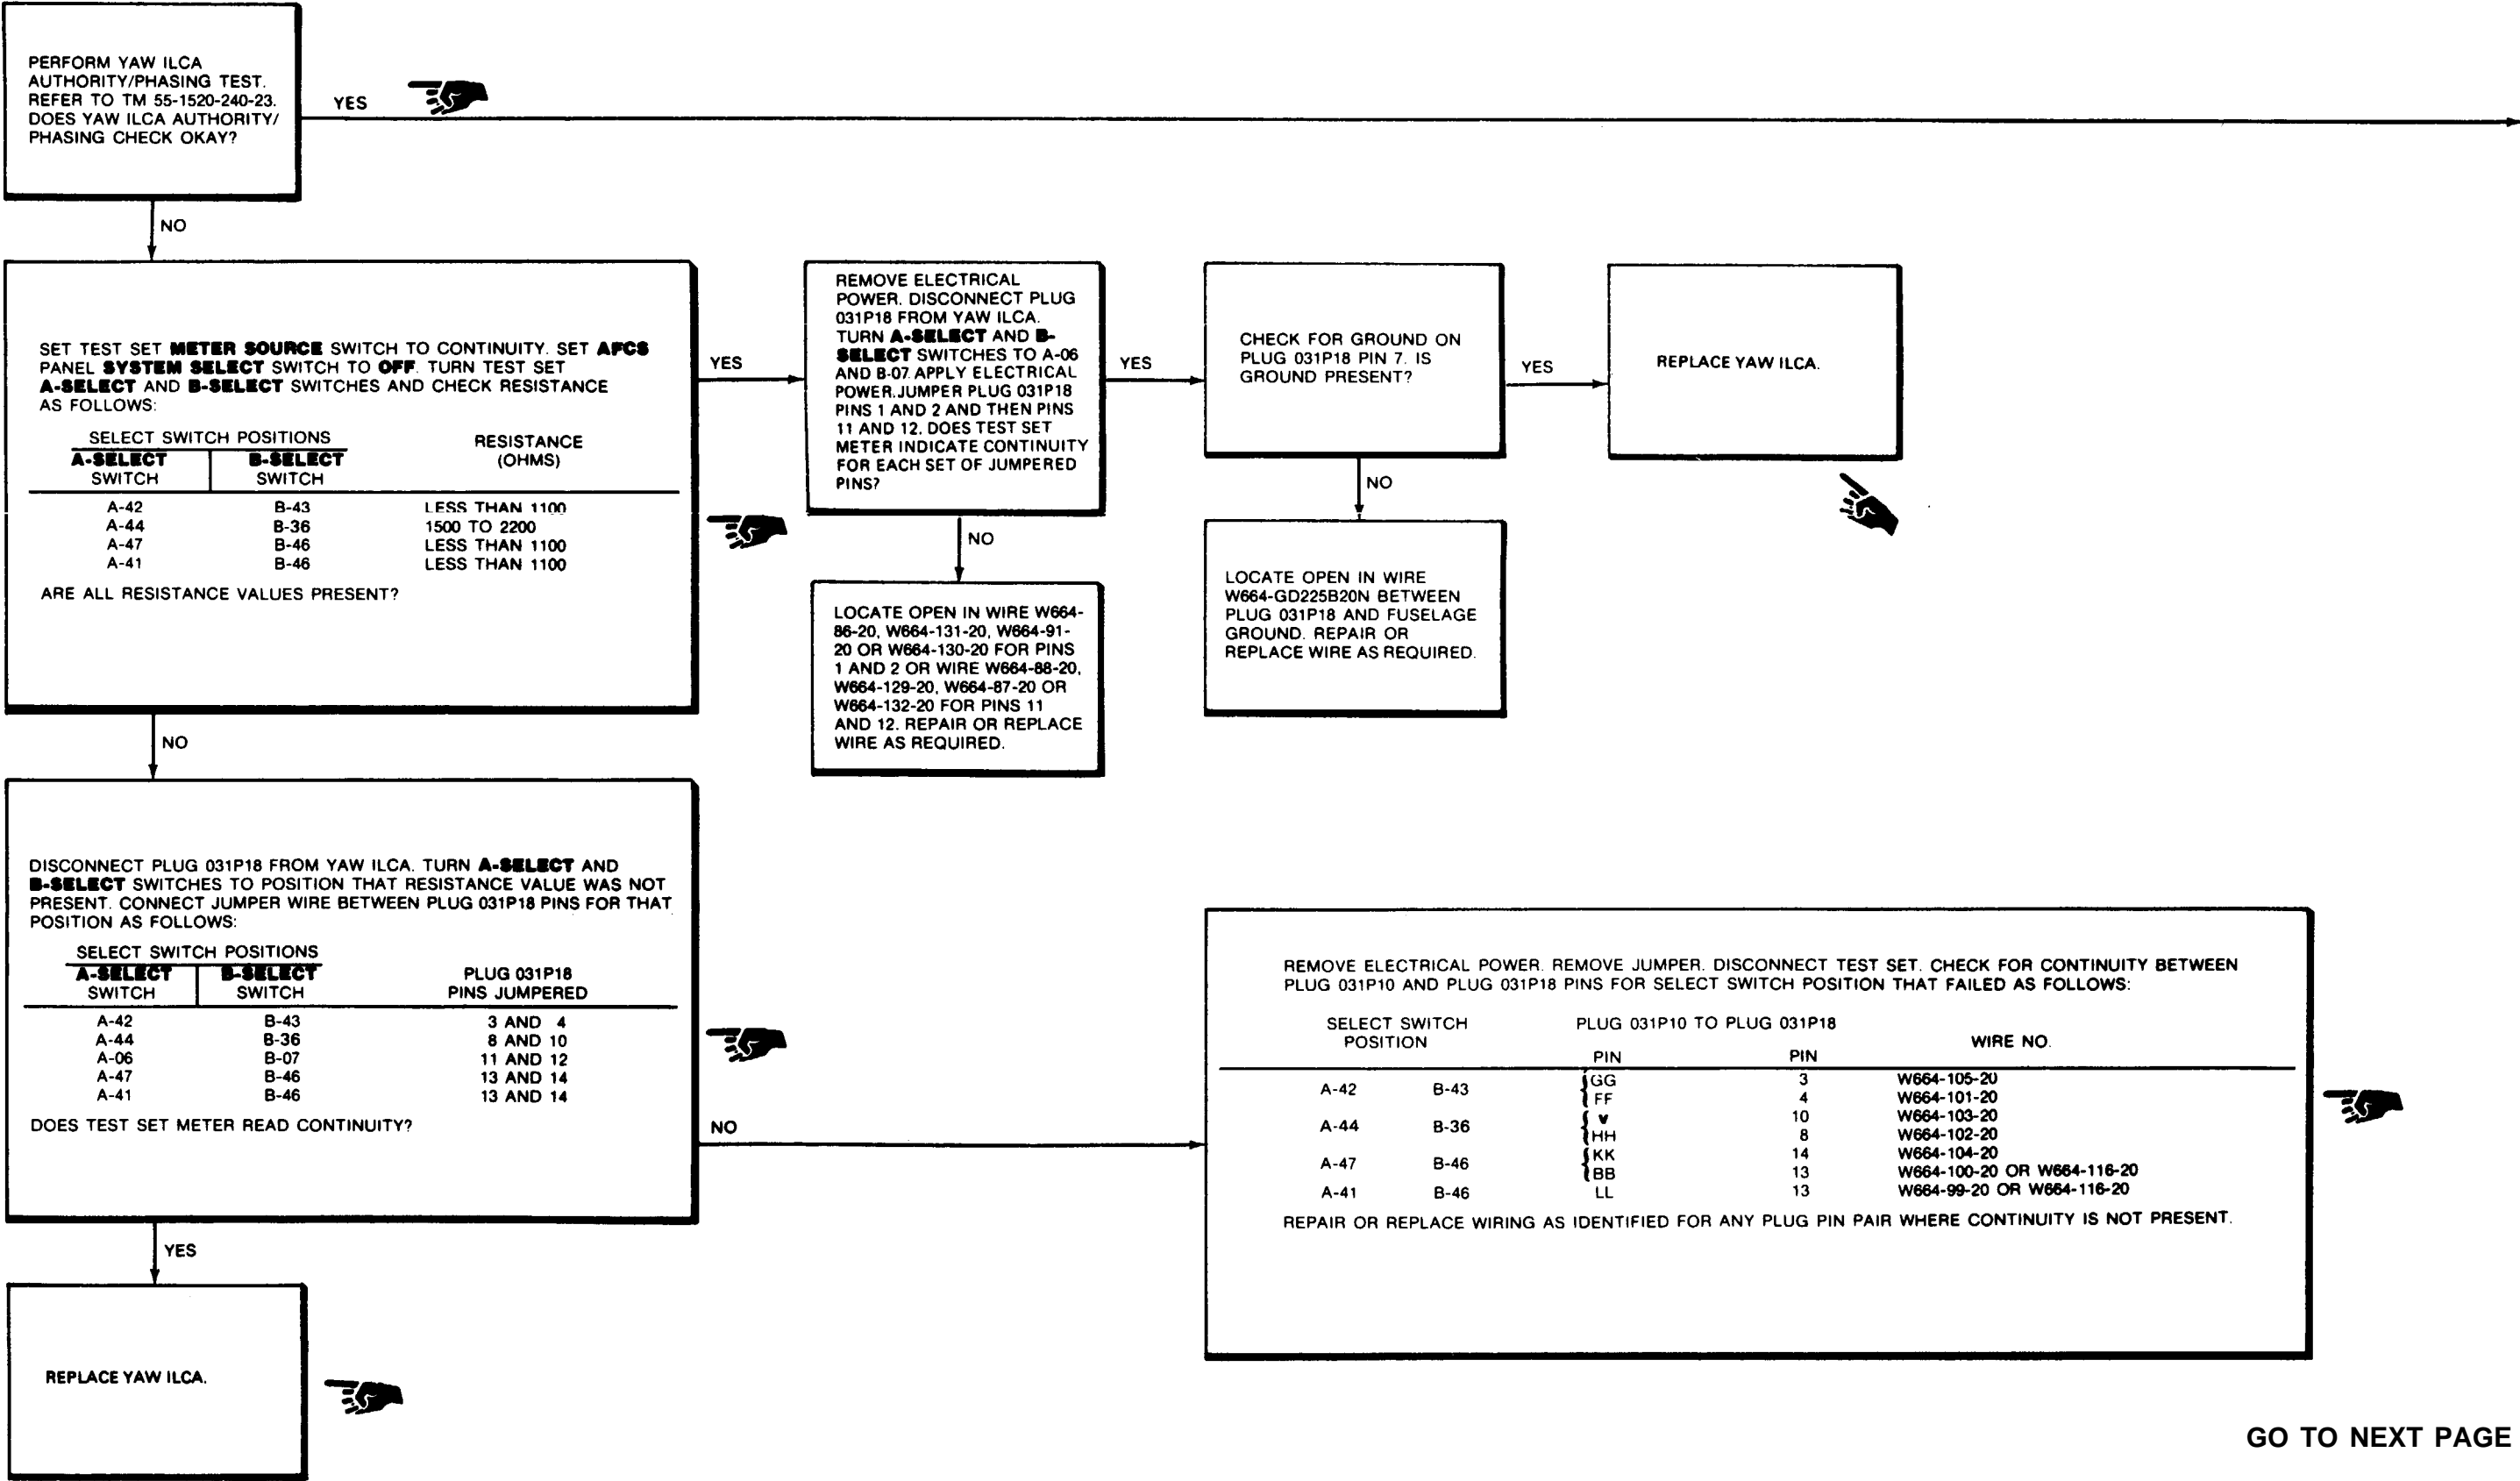 PERFORM YAW ILCA
AUTHORITY/PHASING TEST.
REFER TO TM 55-1520-240-23.
DOES YAW ILCA AUTHORITY/
PHASING CHECK OKAY?
YES
NO
SET TEST SET METER SOURCE SWITCH TO CONTINUITY. SET AFCS
PANEL SYSTEM SELECT SWITCH TO OFF. TURN TEST SET
A-SELECT AND B-SELECT SWITCHES AND CHECK RESISTANCE
AS FOLLOWS:
SELECT SWITCH POSITIONS RESISTANCE
A-SELECT B-SELECT (OHMS)
SWITCH SWITCH
A-42 B-43 LESS THAN 1100
A-44 B-36 1500 TO 2200
A-47 B-46 LESS THAN 1100
A-41 B-46 LESS THAN 1100
ARE ALL RESISTANCE VALUES PRESENT?
YES
REMOVE ELECTRICAL
POWER. DISCONNECT PLUG
031P18 FROM YAW ILCA.
TURN A-SELECT AND B-
SELECT SWITCHES TO A-06
AND B-07. APPLY ELECTRICAL
POWER. JUMPER PLUG 031P18
PINS 1 AND 2 AND THEN PINS
11 AND 12. DOES TEST SET
METER INDICATE CONTINUITY
FOR EACH SET OF JUMPERED
PINS?
YES
CHECK FOR GROUND ON
PLUG 031P18 PIN 7. IS
GROUND PRESENT?
YES
REPLACE YAW ILCA.
NO
LOCATE OPEN IN WIRE W664-
86-20, W664-131-20, W664-91-
20 OR W664-130-20 FOR PINS
1 AND 2 OR WIRE W664-88-20,
W664-129-20, W664-87-20 OR
W664-132-20 FOR PINS 11
AND 12. REPAIR OR REPLACE
WIRE AS REQUIRED.
NO
LOCATE OPEN IN WIRE
W664-GD225B20N BETWEEN
PLUG 031P18 AND FUSELAGE
GROUND. REPAIR OR
REPLACE WIRE AS REQUIRED.
NO
DISCONNECT PLUG 031P18 FROM YAW ILCA. TURN A-SELECT AND
B-SELECT SWITCHES TO POSITION THAT RESISTANCE VALUE WAS NOT
PRESENT. CONNECT JUMPER WIRE BETWEEN PLUG 031P18 PINS FOR THAT
POSITION AS FOLLOWS:
SELECT SWITCH POSITIONS
A-SELECT B-SELECT PLUG 031P18
SWITCH SWITCH PINS JUMPERED
A-42 B-43 3 AND 4
A-44 B-36 8 AND 10
A-06 B-07 11 AND 12
A-47 B-46 13 AND 14
A-41 B-46 13 AND 14
DOES TEST SET METER READ CONTINUITY?
NO
REMOVE ELECTRICAL POWER. REMOVE JUMPER. DISCONNECT TEST SET. CHECK FOR CONTINUITY BETWEEN
PLUG 031P10 AND PLUG 031P18 PINS FOR SELECT SWITCH POSITION THAT FAILED AS FOLLOWS:
SELECT SWITCH PLUG 031P10 TO PLUG 031P18
POSITION WIRE NO.
PIN PIN
A-42 B-43 GG 3 W664-105-20
FF 4 W664-101-20
A-44 B-36 v 10 W664-103-20
HH 8 W664-102-20
A-47 B-46 KK 14 W664-104-20
BB 13 W664-100-20 OR W664-116-20
A-41 B-46 LL 13 W664-99-20 OR W664-116-20
REPAIR OR REPLACE WIRING AS IDENTIFIED FOR ANY PLUG PIN PAIR WHERE CONTINUITY IS NOT PRESENT.
YES
REPLACE YAW ILCA.
GO TO NEXT PAGE